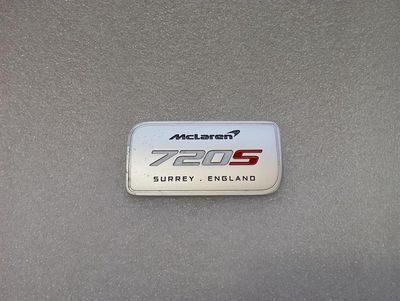 McLaren
720S
SURREY . ENGLAND